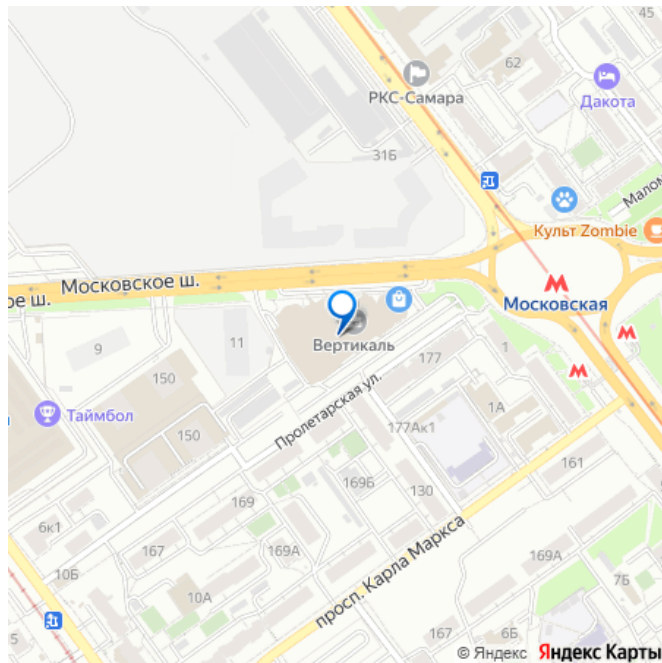 45
62
РКС-Самара
Дакота
31Б
Малом
Культ Zombie
Московское ш.
ое ш.
М
Московская
М
М
Вертикаль
11
9
177
1
150
Таймбол
Пролетарская ул.
1А
150
177Ак1
161
169Б
130
169
6к1
167
169А
просп. Карла Маркса
169А
10Б
10А
7Б
167
6Б
© Яндекс Яндекс Карты